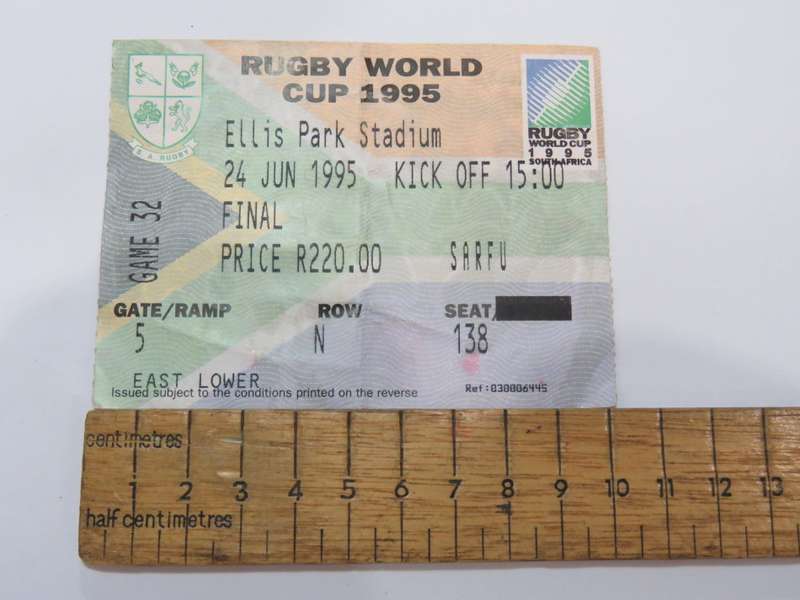 RUGBY WORLD
CUP 1995
S.A. RUGBY
RUGBY
WORLD CUP
1995
SOUTH AFRICA
Ellis Park Stadium
24 JUN 1995 KICK OFF 15:00
FINAL
GAME 32
PRICE R220.00 SARFU
GATE/RAMP ROW SEAT/
5 N 138
EAST LOWER
Issued subject to the conditions printed on the reverse
Ref:030006445
centimetres
1 2 3 4 5 6 7 8 9 10 11 12 13
half centimetres